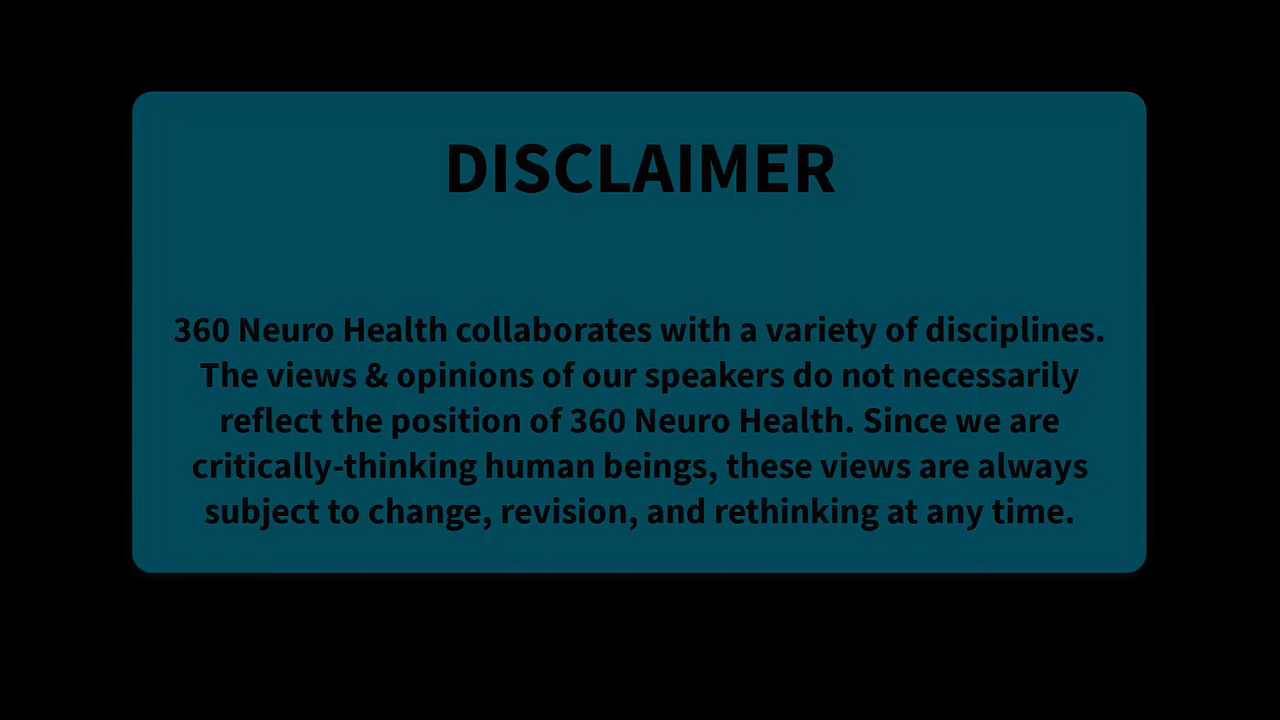 DISCLAIMER
360 Neuro Health collaborates with a variety of disciplines.
The views & opinions of our speakers do not necessarily
reflect the position of 360 Neuro Health. Since we are
critically-thinking human beings, these views are always
subject to change, revision, and rethinking at any time.